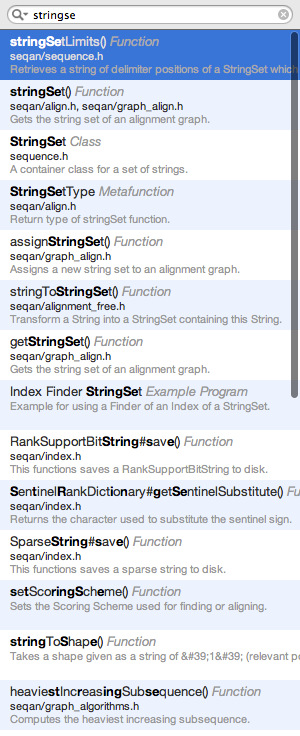 stringse
stringSetLimits() Function
seqan/sequence.h
Retrieves a string of delimiter positions of a StringSet which
stringSet() Function
seqan/align.h, seqan/graph_align.h
Gets the string set of an alignment graph.
StringSet Class
sequence.h
A container class for a set of strings.
StringSetType Metafunction
seqan/align.h
Return type of stringSet function.
assignStringSet() Function
seqan/graph_align.h
Assigns a new string set to an alignment graph.
stringToStringSet() Function
seqan/alignment_free.h
Transform a String into a StringSet containing this String.
getStringSet() Function
seqan/graph_align.h
Gets the string set of an alignment graph.
Index Finder StringSet Example Program
Example for using a Finder of an Index of a StringSet.
RankSupportBitString#save() Function
seqan/index.h
This functions saves a RankSupportBitString to disk.
SentinelRankDictionary#getSentinelSubstitute() Fu
seqan/index.h
Returns the character used to substitute the sentinel sign.
SparseString#save() Function
seqan/index.h
This functions saves a sparse string to disk.
setScoringScheme() Function
Sets the Scoring Scheme used for finding or aligning.
stringToShape() Function
Takes a shape given as a string of &#39;1&#39; (relevant po
heaviestIncreasingSubsequence() Function
seqan/graph_algorithms.h
Computes the heaviest increasing subsequence.